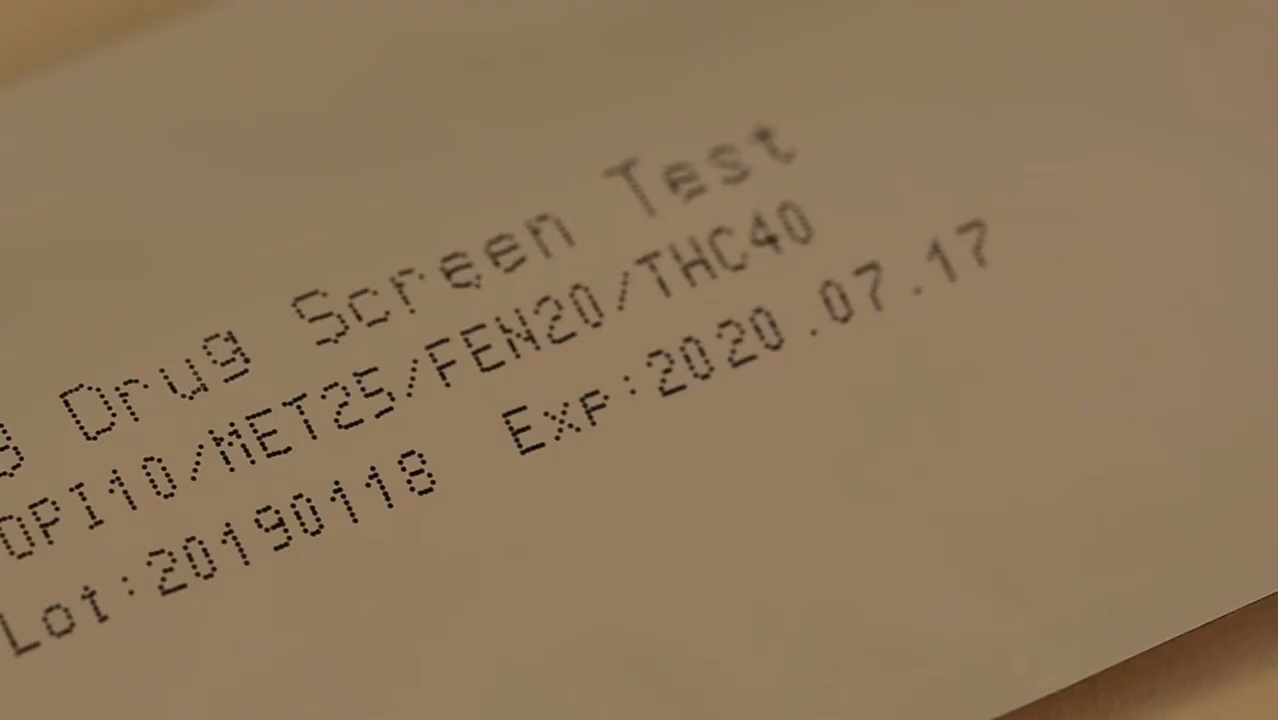 Drug Screen Test
OPI10/MET25/FEN20/THC40
Lot:20190118 Exp:2020.07.17